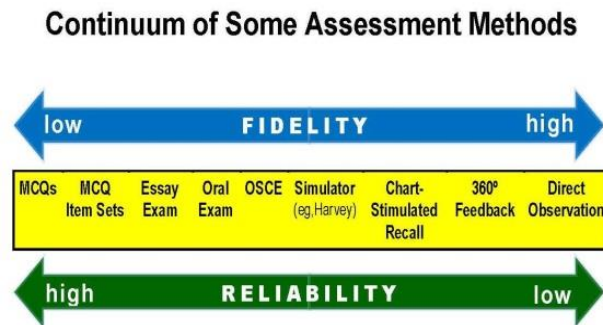 Continuum of Some Assessment Methods
low FIDELITY high
MCQs
MCQ
Item Sets
Essay
Exam
Oral
Exam
OSCE
Simulator
(eg,Harvey)
Chart-
Stimulated
Recall
360º
Feedback
Direct
Observation
high RELIABILITY low